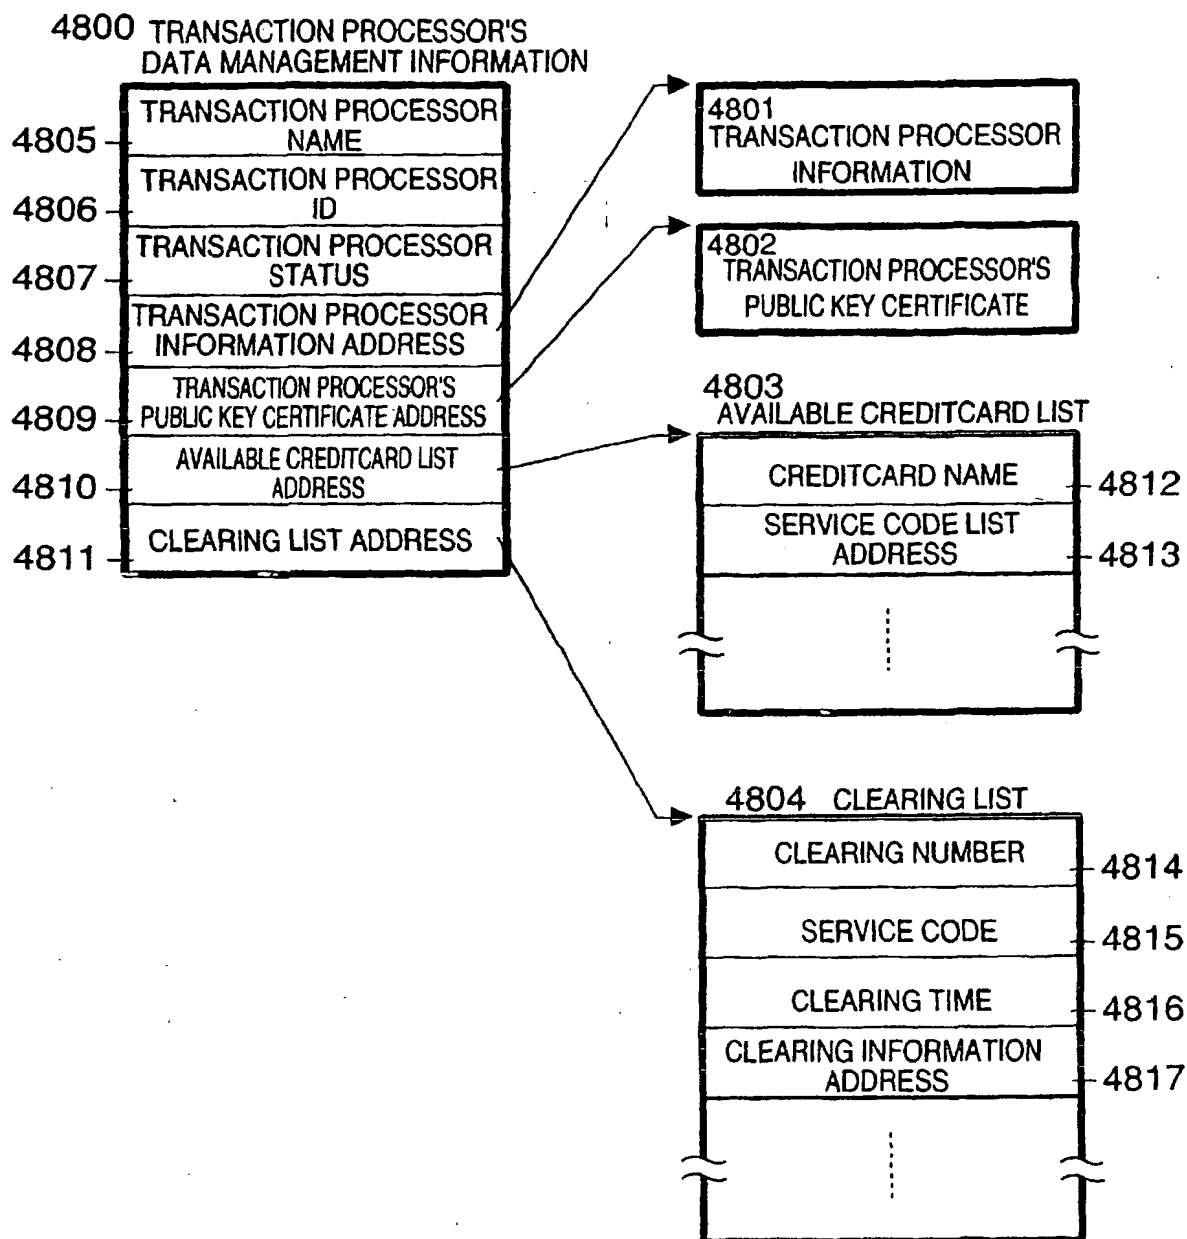 4800 TRANSACTION PROCESSOR'S
DATA MANAGEMENT INFORMATION
TRANSACTION PROCESSOR
NAME
4805
TRANSACTION PROCESSOR
ID
4806
TRANSACTION PROCESSOR
STATUS
4807
TRANSACTION PROCESSOR
INFORMATION ADDRESS
4808
TRANSACTION PROCESSOR'S
PUBLIC KEY CERTIFICATE ADDRESS
4809
AVAILABLE CREDITCARD LIST
ADDRESS
4810
CLEARING LIST ADDRESS
4811
4801
TRANSACTION PROCESSOR
INFORMATION
4802
TRANSACTION PROCESSOR'S
PUBLIC KEY CERTIFICATE
4803
AVAILABLE CREDITCARD LIST
CREDITCARD NAME
4812
SERVICE CODE LIST
ADDRESS
4813
4804 CLEARING LIST
CLEARING NUMBER
4814
SERVICE CODE
4815
CLEARING TIME
4816
CLEARING INFORMATION
ADDRESS
4817